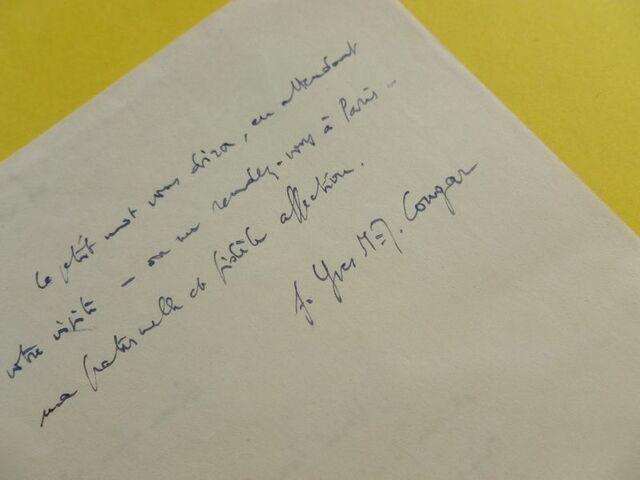 Ce petit mot vous dira, en attendant
votre visite – ou un rendez-vous à Paris –
ma fraternelle et fidèle affection.
f. Yves M-J. Congar